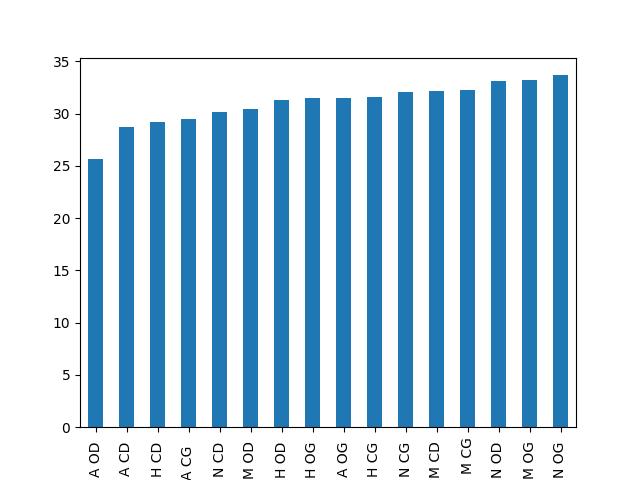 35
30
25
20
15
10
5
0
A OD
A CD
H CD
A CG
N CD
M OD
H OD
H OG
A OG
H CG
N CG
M CD
M CG
N OD
M OG
N OG